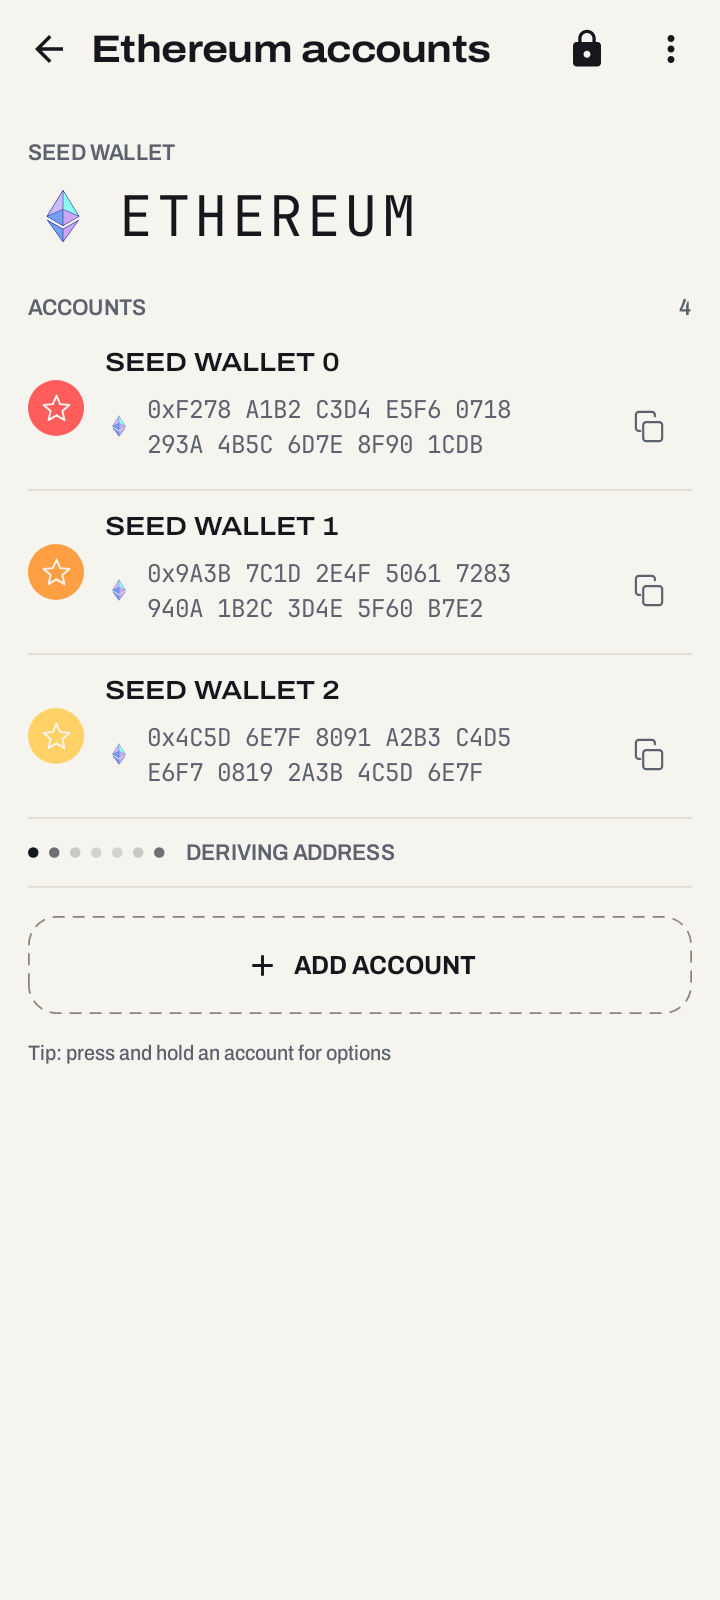 Ethereum accounts
SEED WALLET
ETHEREUM
ACCOUNTS 4
SEED WALLET 0
0xF278 A1B2 C3D4 E5F6 0718
293A 4B5C 6D7E 8F90 1CDB
SEED WALLET 1
0x9A3B 7C1D 2E4F 5061 7283
940A 1B2C 3D4E 5F60 B7E2
SEED WALLET 2
0x4C5D 6E7F 8091 A2B3 C4D5
E6F7 0819 2A3B 4C5D 6E7F
DERIVING ADDRESS
ADD ACCOUNT
Tip: press and hold an account for options